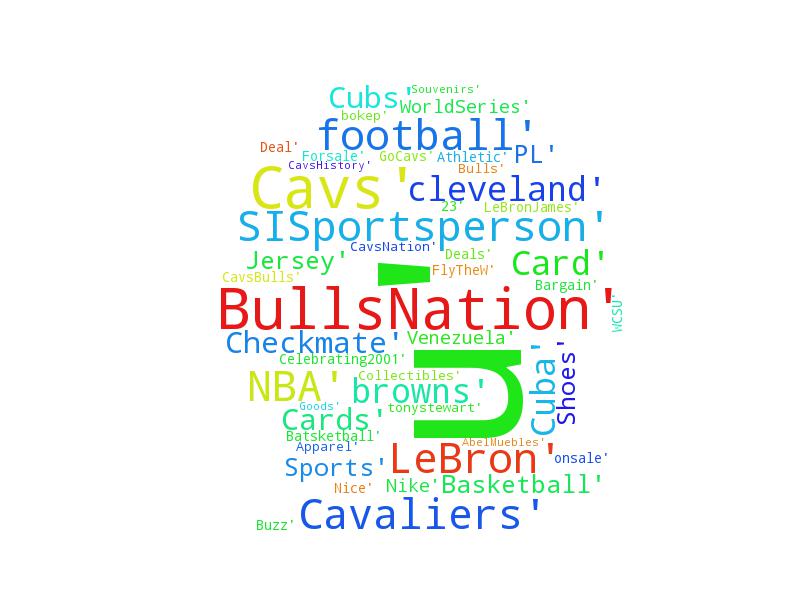 Souvenirs'
Cubs'
WorldSeries'
bokep'
football'
Deal'
PL'
Forsale'
GoCavs'
Athletic'
CavsHistory'
Bulls'
Cavs'
cleveland'
23'
LeBronJames'
SISportsperson'
CavsNation'
Deals'
Jersey'
Card'
FlyTheW'
CavsBulls'
Bargain'
BullsNation'
WCSU'
Venezuela'
Checkmate'
Celebrating2001'
u'
Cuba'
Shoes'
Collectibles'
NBA'
browns'
Goods'
tonystewart'
Cards'
Batsketball'
AbelMuebles'
Apparel'
LeBron'
onsale'
Sports'
Nike'
Basketball'
Nice'
Cavaliers'
Buzz'